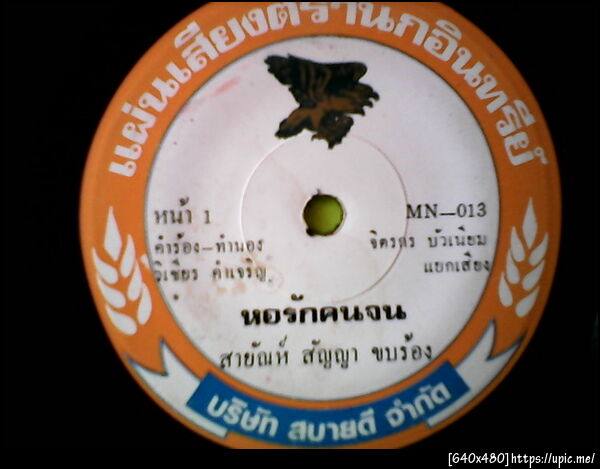 แผ่นเสียงตรานกอินทรีย์
หน้า 1
MN–013
คำร้อง–ทำนอง
จิตรกร บัวเนียม
วิเชียร คำเจริญ
แยกเสียง
หอรักคนจน
สายัณห์ สัญญา ขับร้อง
บริษัท สบายดี จำกัด
[640x480]https://upic.me/